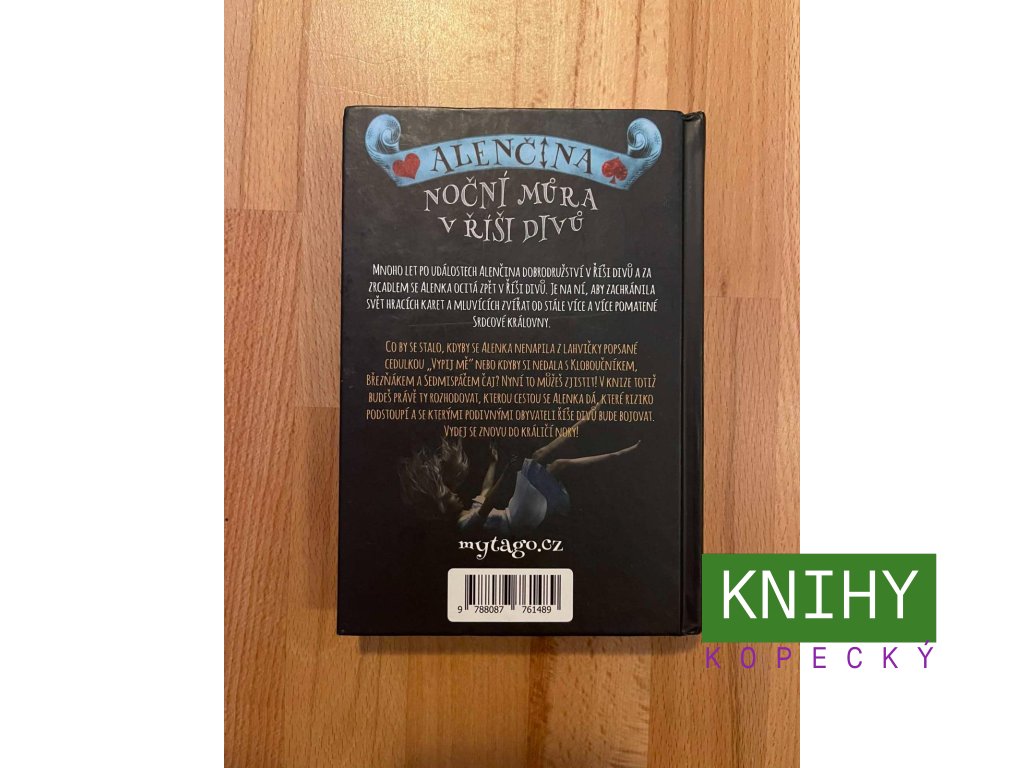 ALENČINA
NOČNÍ MŮRA
V ŘÍŠI DIVŮ
MNOHO LET PO UDÁLOSTECH ALENČINA DOBRODRUŽSTVÍ V ŘÍŠI DIVŮ A ZA
ZRCADLEM SE ALENKA OCITÁ ZPĚT V ŘÍŠI DIVŮ. JE NA NÍ, ABY ZACHRÁNILA
SVĚT HRACÍCH KARET A MLUVÍCÍCH ZVÍŘAT OD STÁLE VÍCE A VÍCE POMATENÉ
SRDCOVÉ KRÁLOVNY.
CO BY SE STALO, KDYBY SE ALENKA NENAPILA Z LAHVIČKY POPSANÉ
CEDULKOU „VYPIJ MĚ" NEBO KDYBY SI NEDALA S KLOBOUČNÍKEM,
BŘEZŇÁKEM A SEDMISPÁČEM ČAJ? NYNÍ TO MŮŽEŠ ZJISTIT! V KNIZE TOTIŽ
BUDEŠ PRÁVĚ TY ROZHODOVAT, KTEROU CESTOU SE ALENKA DÁ, KTERÉ RIZIKO
PODSTOUPÍ A SE KTERÝMI PODIVNÝMI OBYVATELI ŘÍŠE DIVŮ BUDE BOJOVAT.
VYDEJ SE ZNOVU DO KRÁLIČÍ NORY!
mytago.cz
9 788087 761489
KNIHY
KOPECKÝ